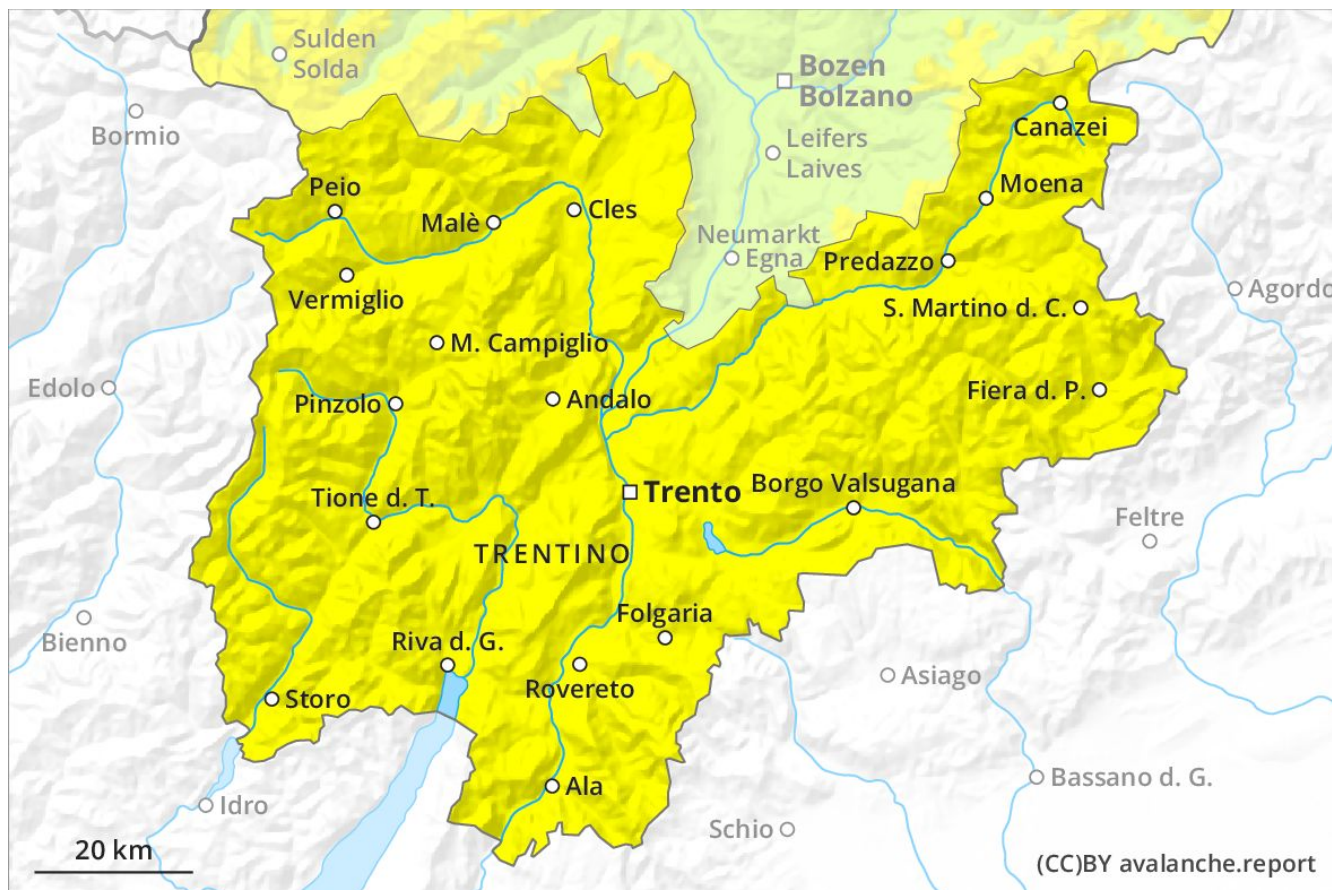 Sulden
Solda
Bozen
Bolzano
Bormio
Canazei
Leifers
Laives
Peio
Moena
Malè
Cles
Neumarkt
Egna
Predazzo
Vermiglio
Agordo
S. Martino d. C.
M. Campiglio
Edolo
Andalo
Fiera d. P.
Pinzolo
Tione d. T.
Trento
Borgo Valsugana
Feltre
TRENTINO
Folgaria
Bienno
Riva d. G.
Rovereto
Asiago
Storo
Ala
Bassano d. G.
Idro
Schio
20 km
(CC)BY avalanche.report